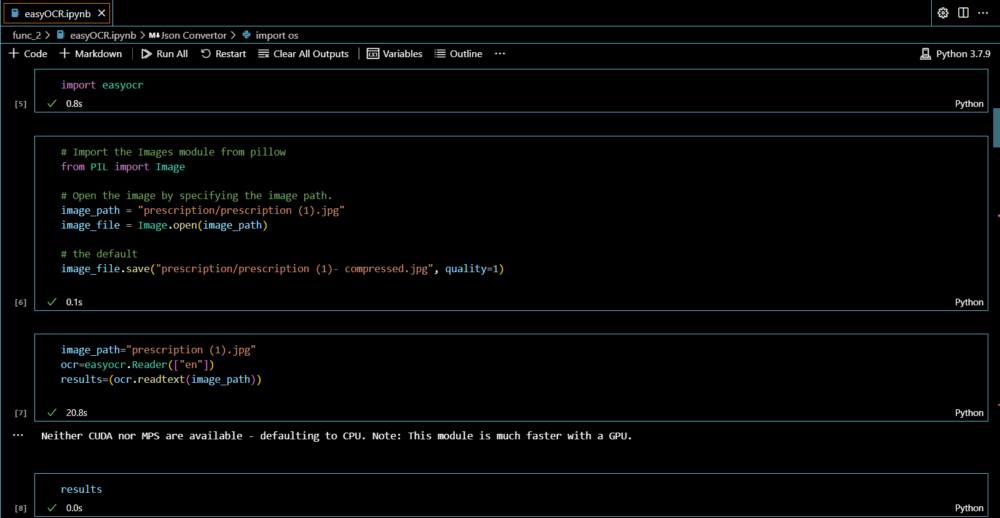 easyOCR.ipynb
func_2 > easyOCR.ipynb > M↓Json Convertor > import os
+ Code + Markdown Run All Restart Clear All Outputs Variables Outline ... Python 3.7.9
import easyocr
[5] ✓ 0.8s Python
# Import the Images module from pillow
from PIL import Image
# Open the image by specifying the image path.
image_path = "prescription/prescription (1).jpg"
image_file = Image.open(image_path)
# the default
image_file.save("prescription/prescription (1)- compressed.jpg", quality=1)
[6] ✓ 0.1s Python
image_path="prescription (1).jpg"
ocr=easyocr.Reader(["en"])
results=(ocr.readtext(image_path))
[7] ✓ 20.8s Python
... Neither CUDA nor MPS are available - defaulting to CPU. Note: This module is much faster with a GPU.
results
[8] ✓ 0.0s Python